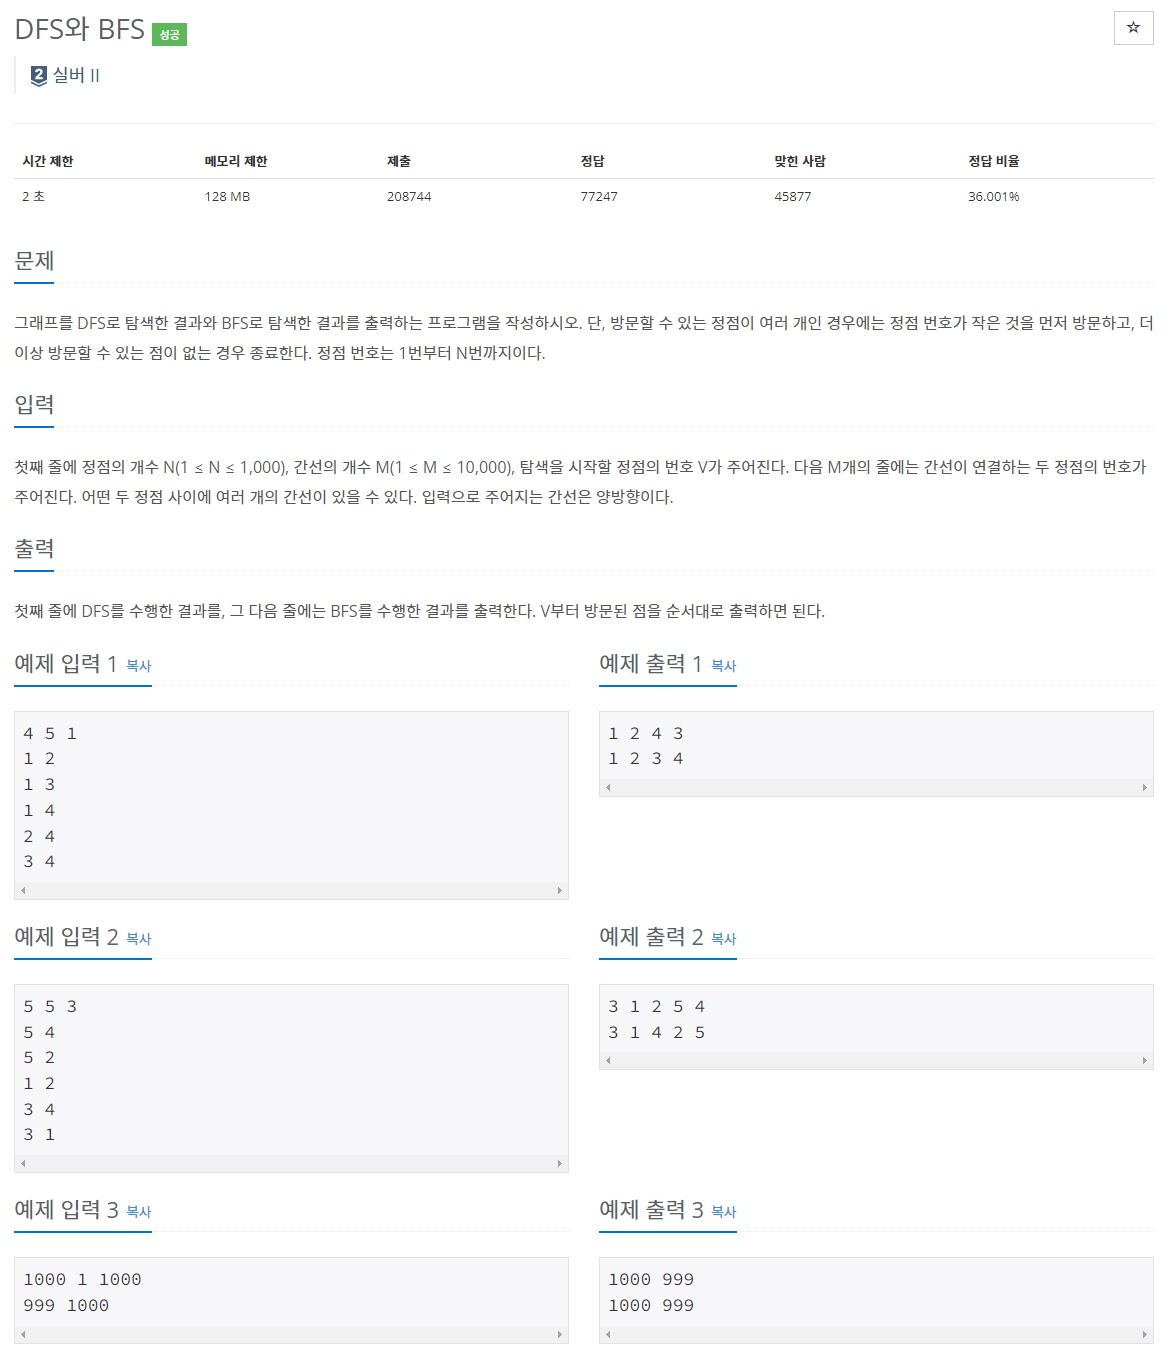 DFS와 BFS 성공
☆
2 실버 II
시간 제한 메모리 제한 제출 정답 맞힌 사람 정답 비율
2 초 128 MB 208744 77247 45877 36.001%
문제
그래프를 DFS로 탐색한 결과와 BFS로 탐색한 결과를 출력하는 프로그램을 작성하시오. 단, 방문할 수 있는 정점이 여러 개인 경우에는 정점 번호가 작은 것을 먼저 방문하고, 더
이상 방문할 수 있는 점이 없는 경우 종료한다. 정점 번호는 1번부터 N번까지이다.
입력
첫째 줄에 정점의 개수 N(1 ≤ N ≤ 1,000), 간선의 개수 M(1 ≤ M ≤ 10,000), 탐색을 시작할 정점의 번호 V가 주어진다. 다음 M개의 줄에는 간선이 연결하는 두 정점의 번호가
주어진다. 어떤 두 정점 사이에 여러 개의 간선이 있을 수 있다. 입력으로 주어지는 간선은 양방향이다.
출력
첫째 줄에 DFS를 수행한 결과를, 그 다음 줄에는 BFS를 수행한 결과를 출력한다. V부터 방문된 점을 순서대로 출력하면 된다.
예제 입력 1 복사
4 5 1
1 2
1 3
1 4
2 4
3 4
예제 출력 1 복사
1 2 4 3
1 2 3 4
예제 입력 2 복사
5 5 3
5 4
5 2
1 2
3 4
3 1
예제 출력 2 복사
3 1 2 5 4
3 1 4 2 5
예제 입력 3 복사
1000 1 1000
999 1000
예제 출력 3 복사
1000 999
1000 999